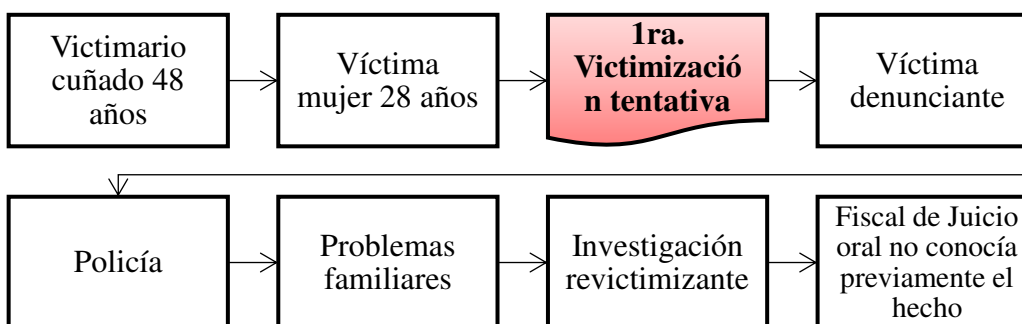 Victimario
cuñado 48
años
Víctima
mujer 28 años
1ra.
Victimizació
n tentativa
Víctima
denunciante
Policía
Problemas
familiares
Investigación
revictimizante
Fiscal de Juicio
oral no conocía
previamente el
hecho